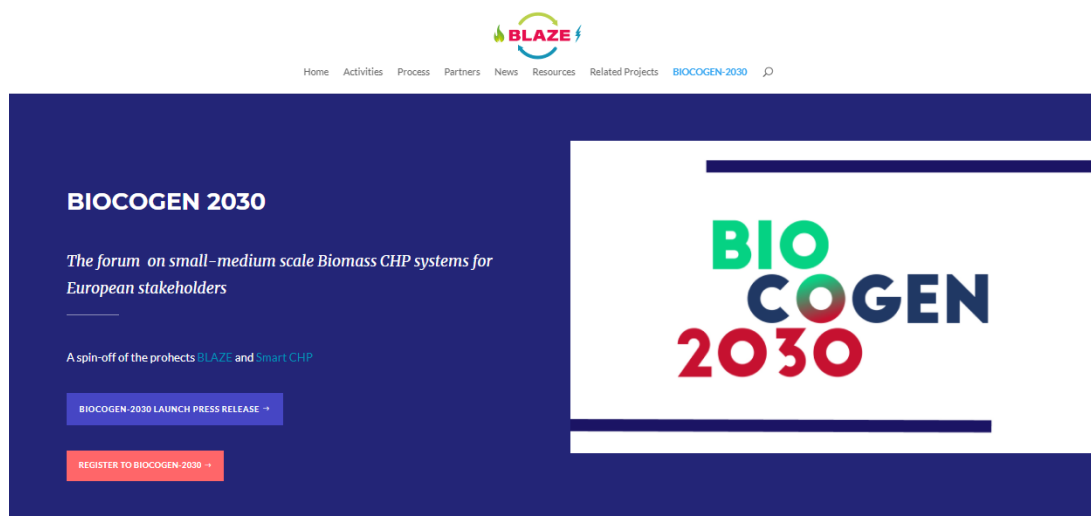 BLAZE
Home Activities Process Partners News Resources Related Projects BIOCOGEN-2030
BIOCOGEN 2030
The forum on small-medium scale Biomass CHP systems for
European stakeholders
A spin-off of the prohects BLAZE and Smart CHP
BIOCOGEN-2030 LAUNCH PRESS RELEASE →
REGISTER TO BIOCOGEN-2030 →
BIO
COGEN
2030